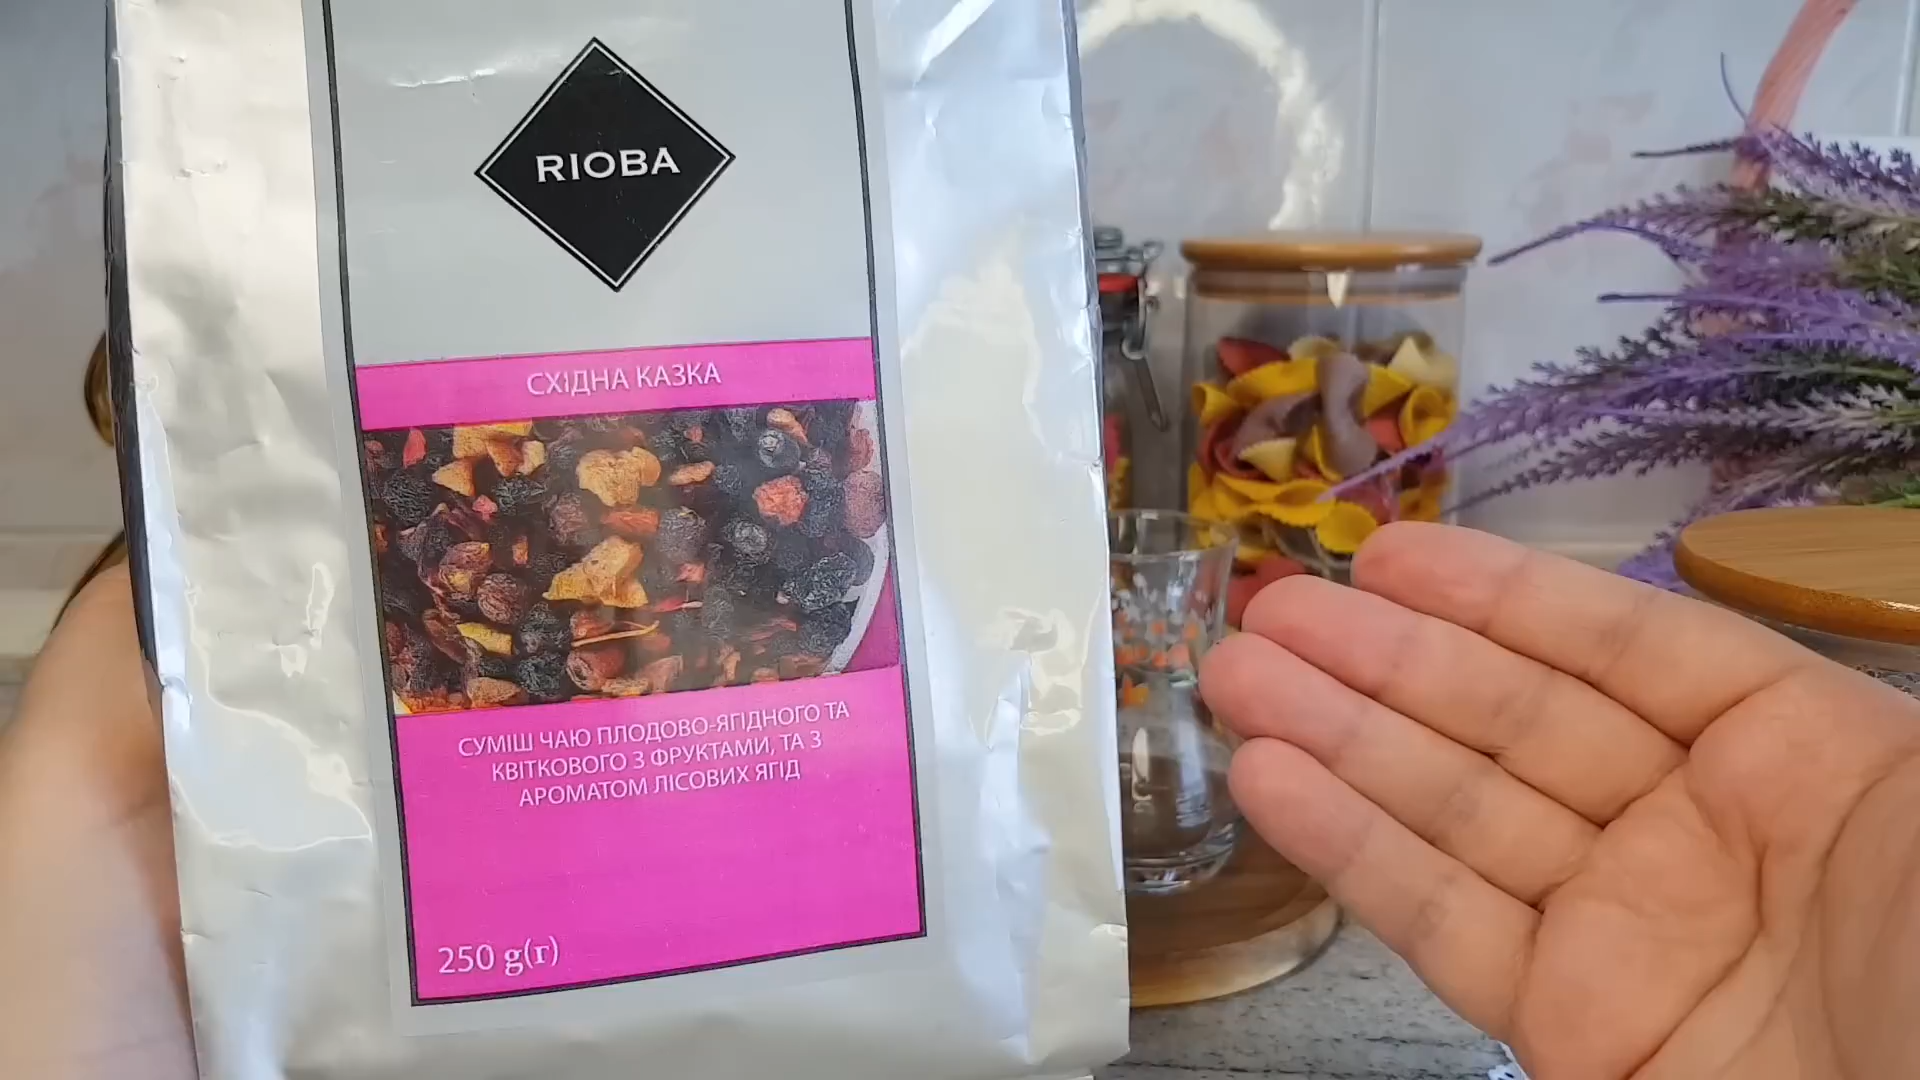 RIOBA
СХІДНА КАЗКА
СУМІШ ЧАЮ ПЛОДОВО-ЯГІДНОГО ТА
КВІТКОВОГО З ФРУКТАМИ, ТА З
АРОМАТОМ ЛІСОВИХ ЯГІД
250 g(г)